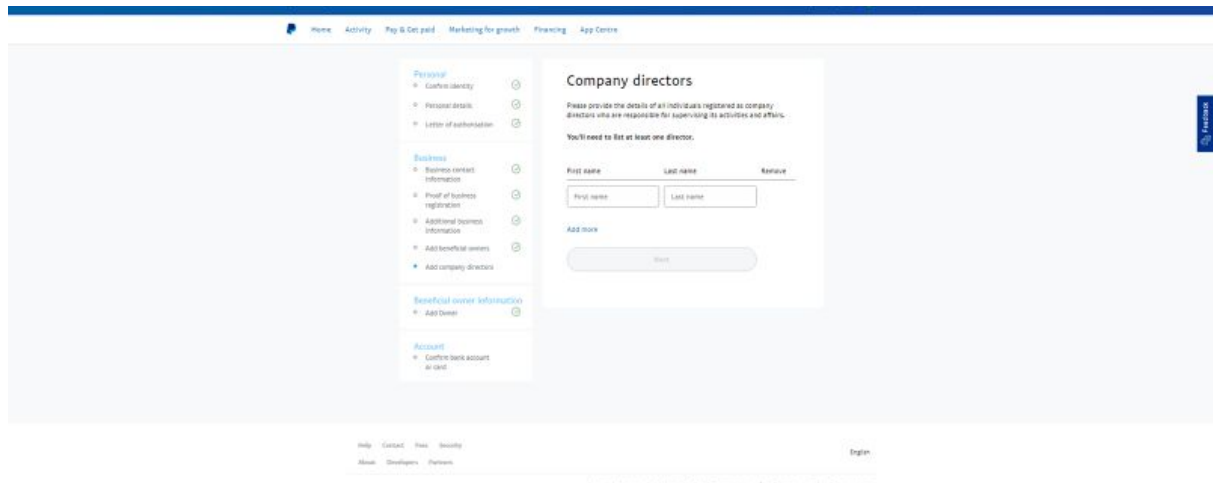 Home Activity Pay & Get paid Marketing for growth Financing App Centre
Personal
Confirm identity
Personal details
Letter of authorisation
Business
Business contact
information
Proof of business
registration
Additional business
information
Add beneficial owners
Add company directors
Beneficial owner information
Add Owner
Account
Confirm bank account
or card
Company directors
Please provide the details of all individuals registered as company
directors who are responsible for supervising its activities and affairs.
You'll need to list at least one director.
First name Last name Remove
First name Last name
Add more
Next
Feedback
Help Contact Fees Security
English
About Developers Partners